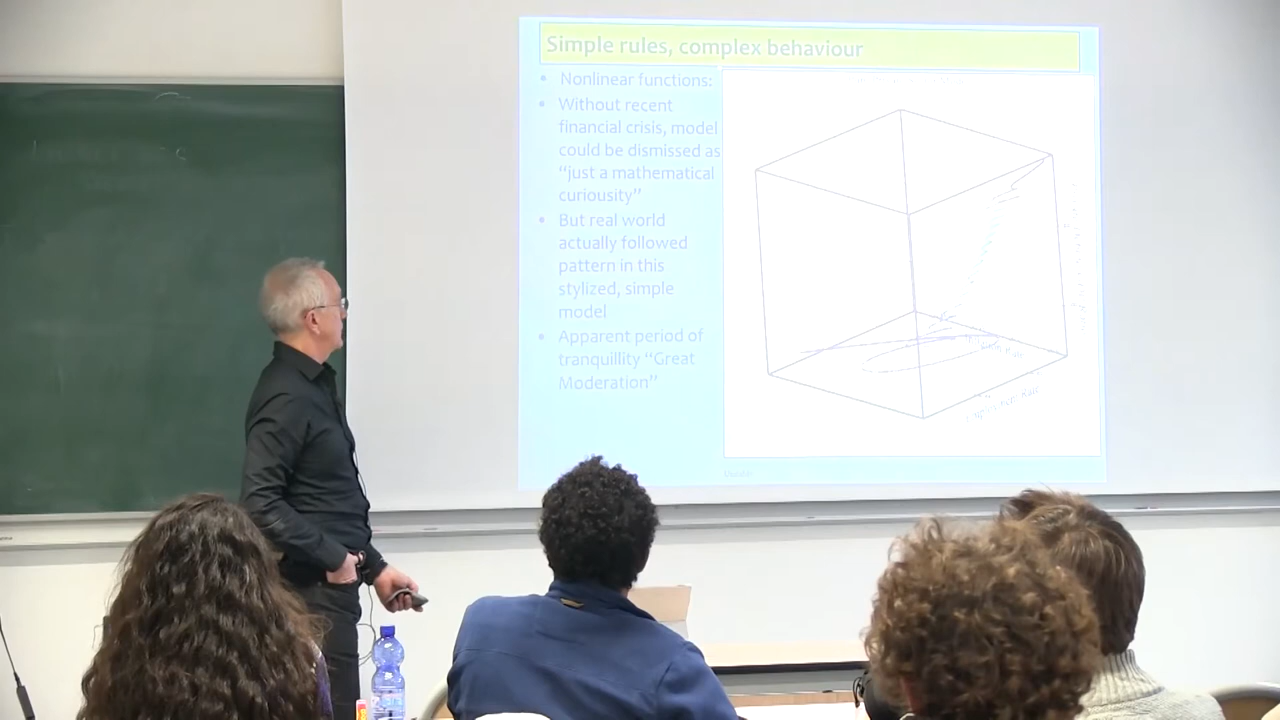 Simple rules, complex behaviour
• Nonlinear functions:
• Without recent
financial crisis, model
could be dismissed as
“just a mathematical
curiousity”
• But real world
actually followed
pattern in this
stylized, simple
model
• Apparent period of
tranquillity “Great
Moderation”